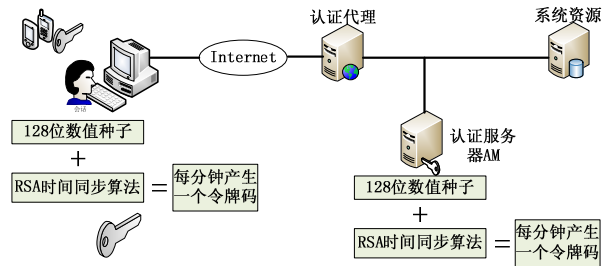 认证代理
系统资源
Internet
会话
128位数值种子
+
RSA时间同步算法
=
每分钟产生
一个令牌码
认证服务
器AM
128位数值种子
+
RSA时间同步算法
=
每分钟产生
一个令牌码